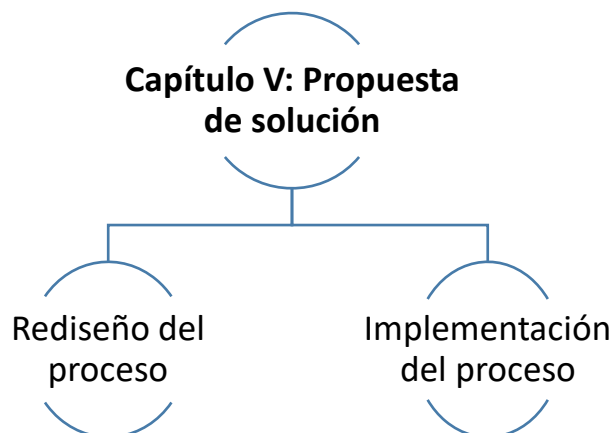 Capítulo V: Propuesta
de solución
Rediseño del
proceso
Implementación
del proceso